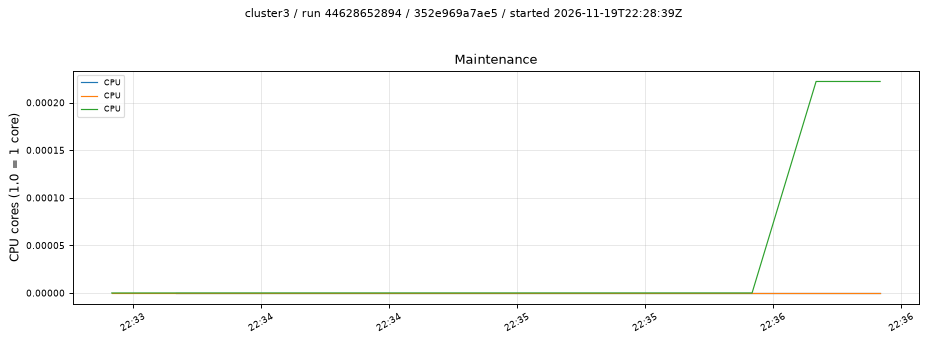 cluster3 / run 44628652894 / 352e969a7ae5 / started 2026-11-19T22:28:39Z
Maintenance
CPU
CPU
CPU
CPU cores (1.0 = 1 core)
0.00020
0.00015
0.00010
0.00005
0.00000
22:33
22:34
22:34
22:35
22:35
22:36
22:36